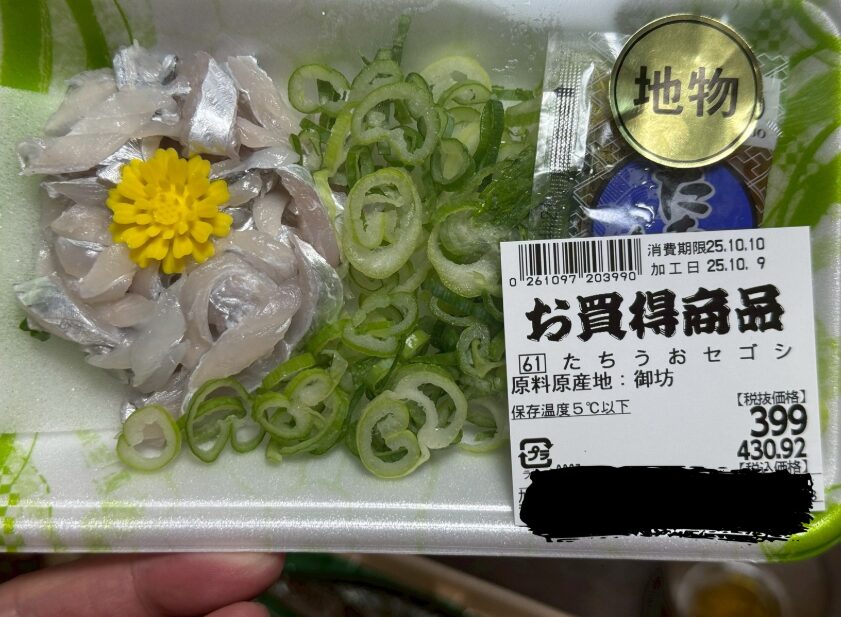 地物
消費期限25.10.10
加工日 25.10. 9
0 261097 203990
お買得商品
61 たちうおセゴシ
原料原産地：御坊
保存温度5℃以下
【税抜価格】
399
430.92
【税込価格】
プラ